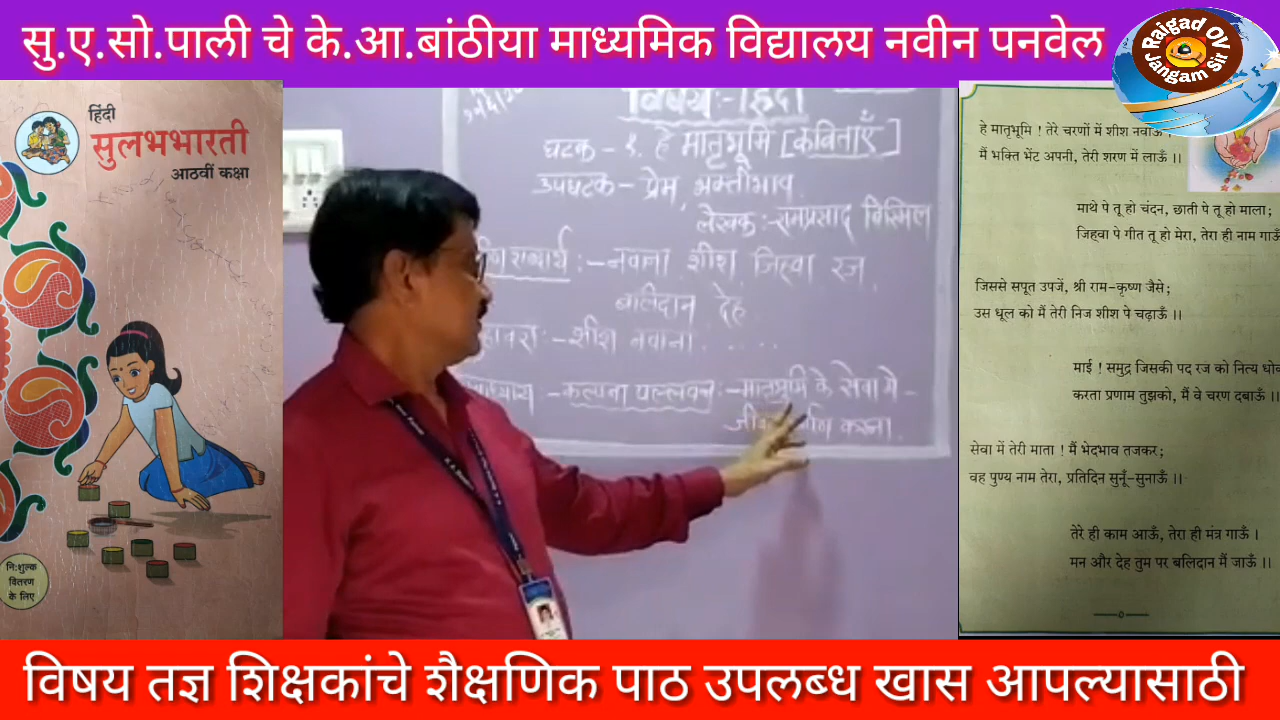 सु.ए.सो.पाली चे के.आ.बांठीया माध्यमिक विद्यालय नवीन पनवेल
Raigad OV
Jangam Sir
हिंदी
सुलभभारती
आठवीं कक्षा
नि:शुल्क
वितरण
के लिए
विषय:-हिंदी
घटक - १. हे मातृभूमि [कविताएँ]
उपघटक - प्रेम, भक्तीभाव
लेखक :- रामप्रसाद बिस्मिल
शब्दार्थ :- नवाना शीश, जिह्वा रज,
बलिदान देह
- शीश नवाना. . . . .
- कल्पना पल्लवन :- मातृभूमि के सेवा मे -
करना.
हे मातृभूमि ! तेरे चरणों में शीश नवाऊँ
मैं भक्ति भेंट अपनी, तेरी शरण में लाऊँ ।।
माथे पे तू हो चंदन, छाती पे तू हो माला ;
जिह्वा पे गीत तू हो मेरा, तेरा ही नाम गाऊँ
जिससे सपूत उपजें, श्री राम-कृष्ण जैसे ;
उस धूल को मैं तेरी निज शीश पे चढ़ाऊँ ।।
माई ! समुद्र जिसकी पद रज को नित्य धो
करता प्रणाम तुझको, मैं वे चरण दबाऊँ ।।
सेवा में तेरी माता ! मैं भेदभाव तजकर ;
वह पुण्य नाम तेरा, प्रतिदिन सुनूँ-सुनाऊँ ।।
तेरे ही काम आऊँ, तेरा ही मंत्र गाऊँ ।
मन और देह तुम पर बलिदान मैं जाऊँ ।।
विषय तज्ञ शिक्षकांचे शैक्षणिक पाठ उपलब्ध खास आपल्यासाठी